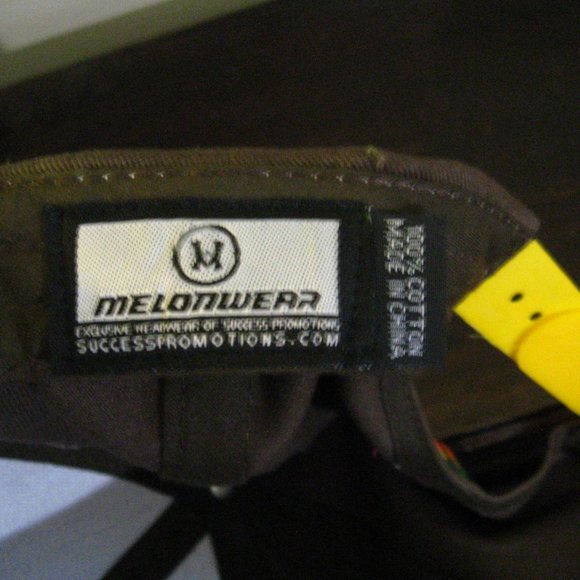 M
MELONWEAR
EXCLUSIVE HEADWEAR OF SUCCESS PROMOTIONS
SUCCESSPROMOTIONS.COM
100% COTTON
MADE IN CHINA